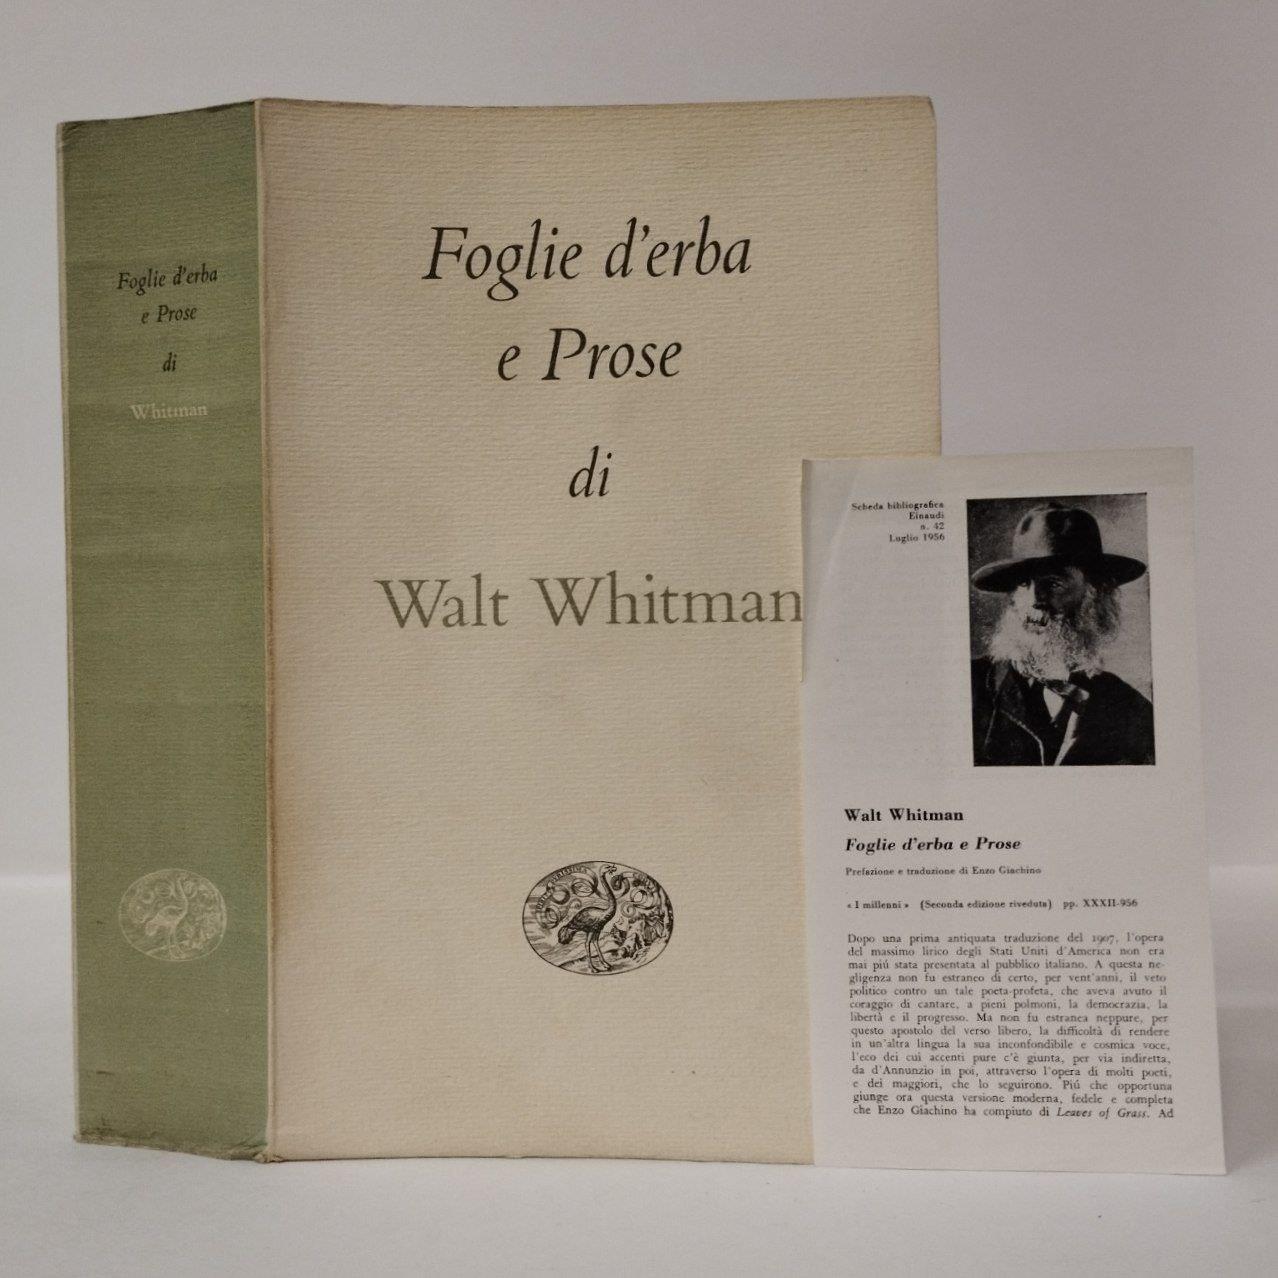 Foglie d'erba
e Prose
di
Whitman
Foglie d'erba
e Prose
di
Walt Whitman
Scheda bibliografica
Einaudi
n. 42
Luglio 1956
Walt Whitman
Foglie d'erba e Prose
Prefazione e traduzione di Enzo Giachino
« I millenni » (Seconda edizione riveduta) pp. XXXII-956
Dopo una prima antiquata traduzione del 1907, l'opera
del massimo lirico degli Stati Uniti d'America non era
mai piú stata presentata al pubblico italiano. A questa ne-
gligenza non fu estraneo di certo, per vent'anni, il veto
politico contro un tale poeta-profeta, che aveva avuto il
coraggio di cantare, a pieni polmoni, la democrazia, la
libertà e il progresso. Ma non fu estranea neppure, per
questo apostolo del verso libero, la difficoltà di rendere
in un'altra lingua la sua inconfondibile e cosmica voce,
l'eco dei cui accenti pure c'è giunta, per via indiretta,
da d'Annunzio in poi, attraverso l'opera di molti poeti,
e dei maggiori, che lo seguirono. Piú che opportuna
giunge ora questa versione moderna, fedele e completa
che Enzo Giachino ha compiuto di Leaves of Grass. Ad